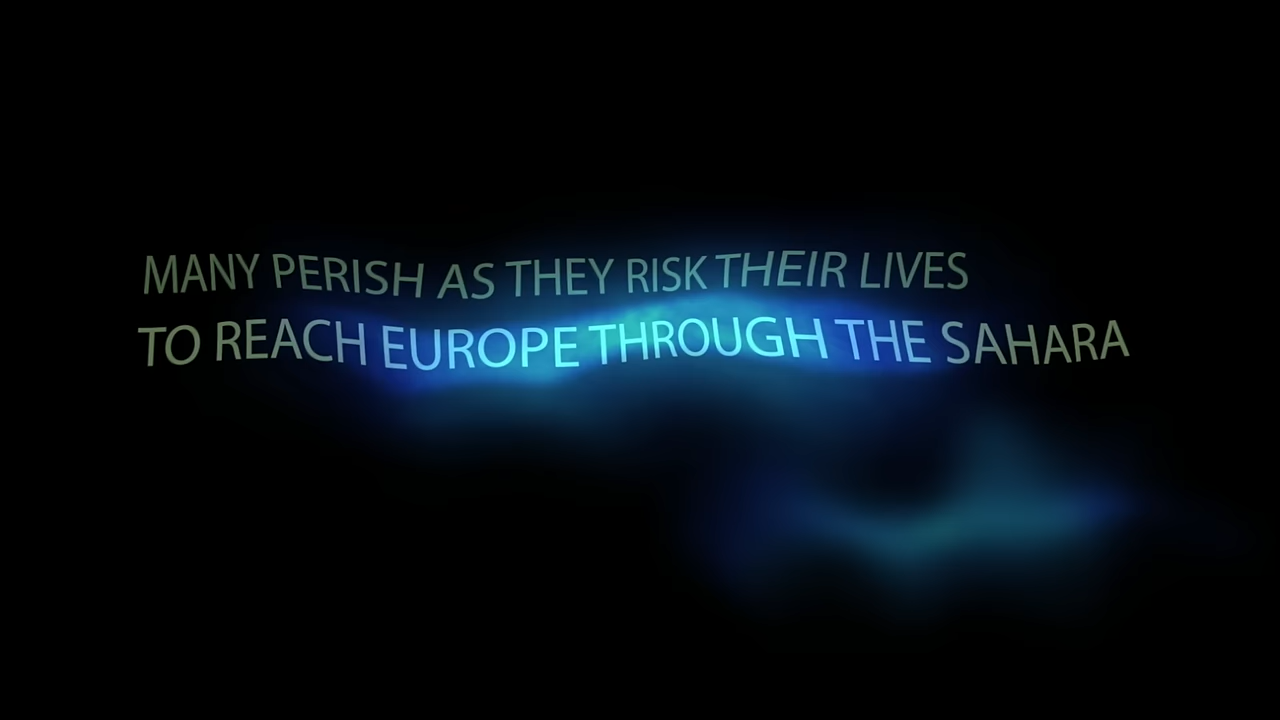 MANY PERISH AS THEY RISK THEIR LIVES
TO REACH EUROPE THROUGH THE SAHARA